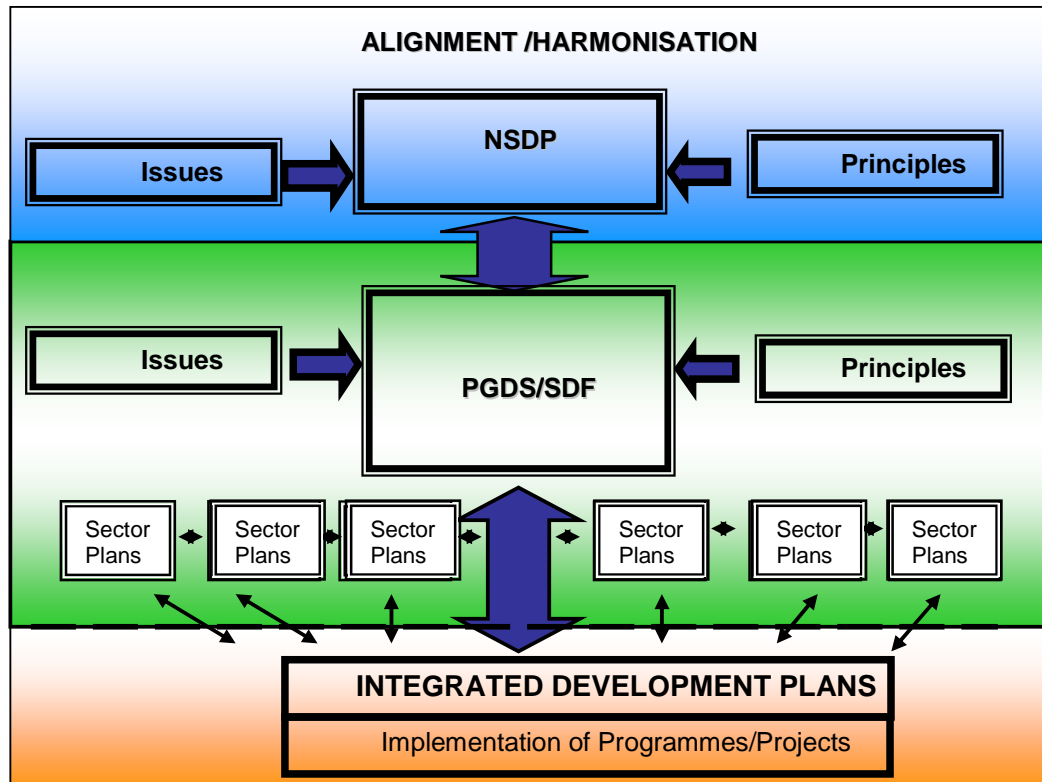 ALIGNMENT /HARMONISATION
NSDP
Issues
Principles
Issues
Principles
PGDS/SDF
Sector
Plans
Sector
Plans
Sector
Plans
Sector
Plans
Sector
Plans
Sector
Plans
INTEGRATED DEVELOPMENT PLANS
Implementation of Programmes/Projects